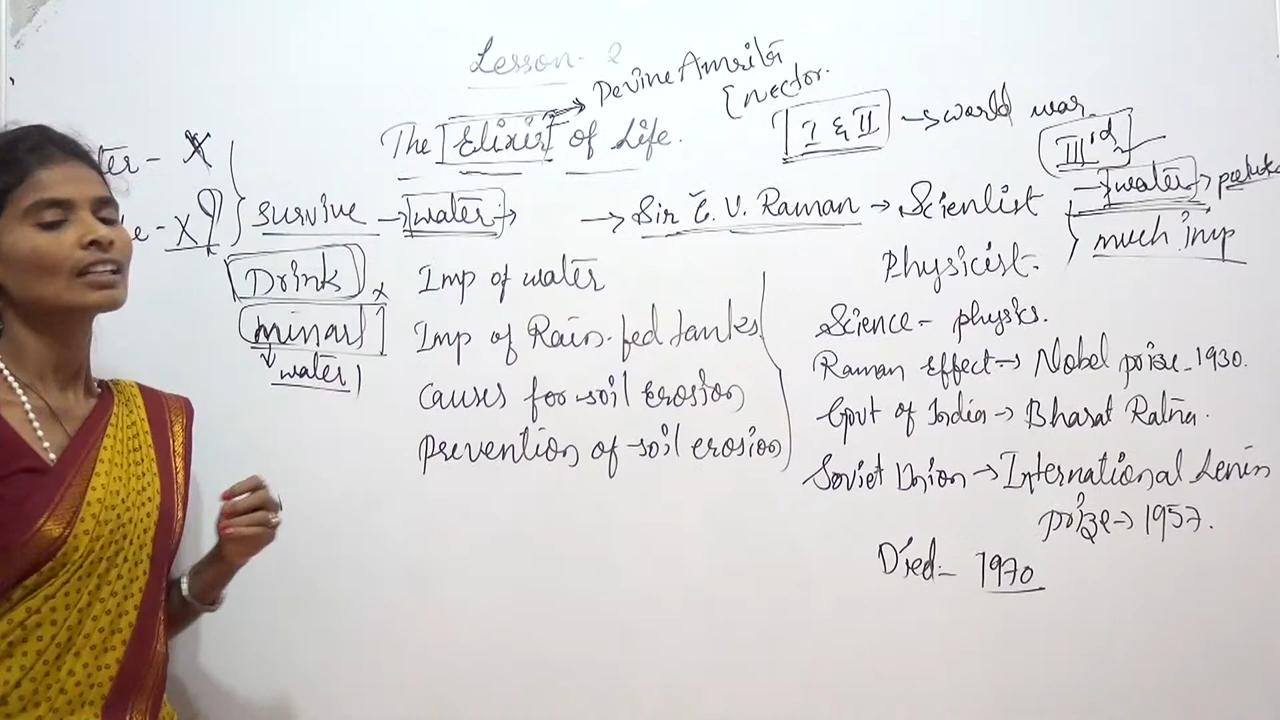 Lesson - 2
Devine Amrita
[nector.
The Elixir of Life.
I & II → world war
III rd
ter - X
e - X
survive → water →
→ Sir C. V. Raman → Scientist
Physicist.
→ water →
much imp
Drink x
minarl
water
Imp of water
Imp of Rain-fed tanks
Causes for soil Erosion
Prevention of soil erosion
Science - physics.
Raman Effect → Nobel prize - 1930.
Govt of India → Bharat Ratna.
Soviet Union → International Lenin
prize → 1957.
Died - 1970